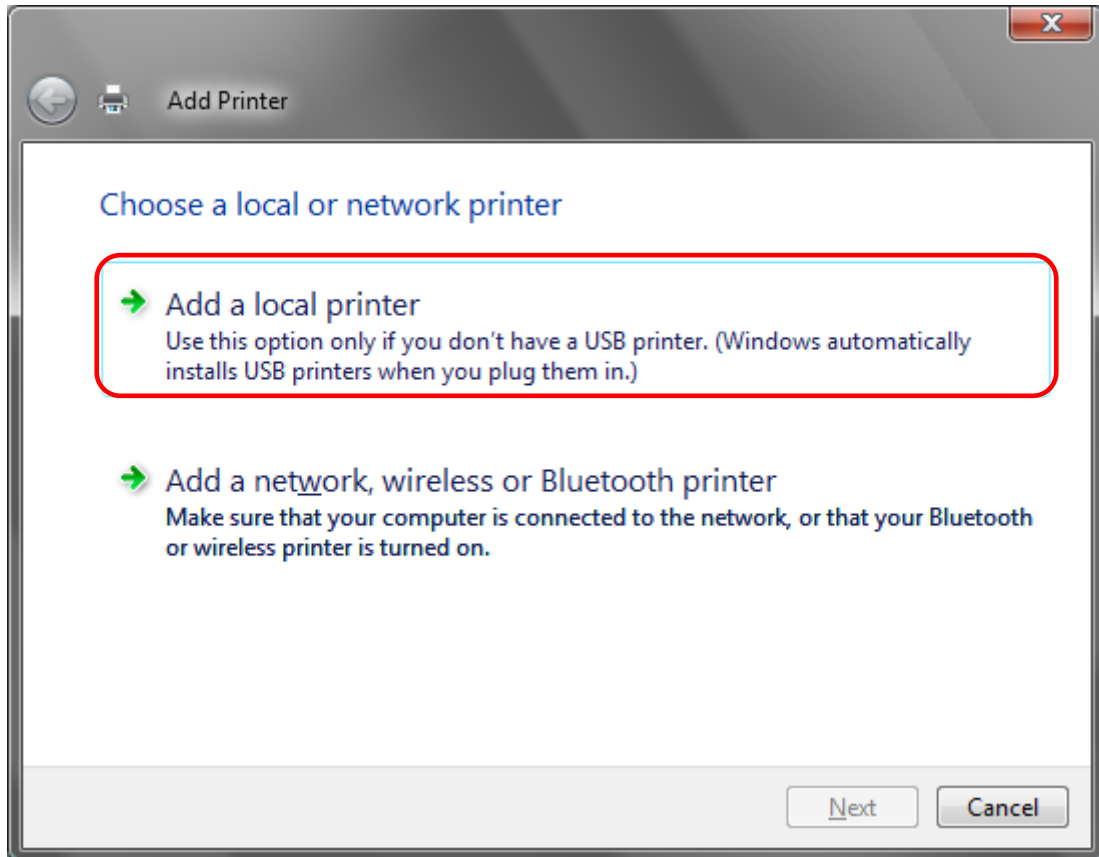 Add Printer
Choose a local or network printer
Add a local printer
Use this option only if you don't have a USB printer. (Windows automatically
installs USB printers when you plug them in.)
Add a network, wireless or Bluetooth printer
Make sure that your computer is connected to the network, or that your Bluetooth
or wireless printer is turned on.
Next
Cancel